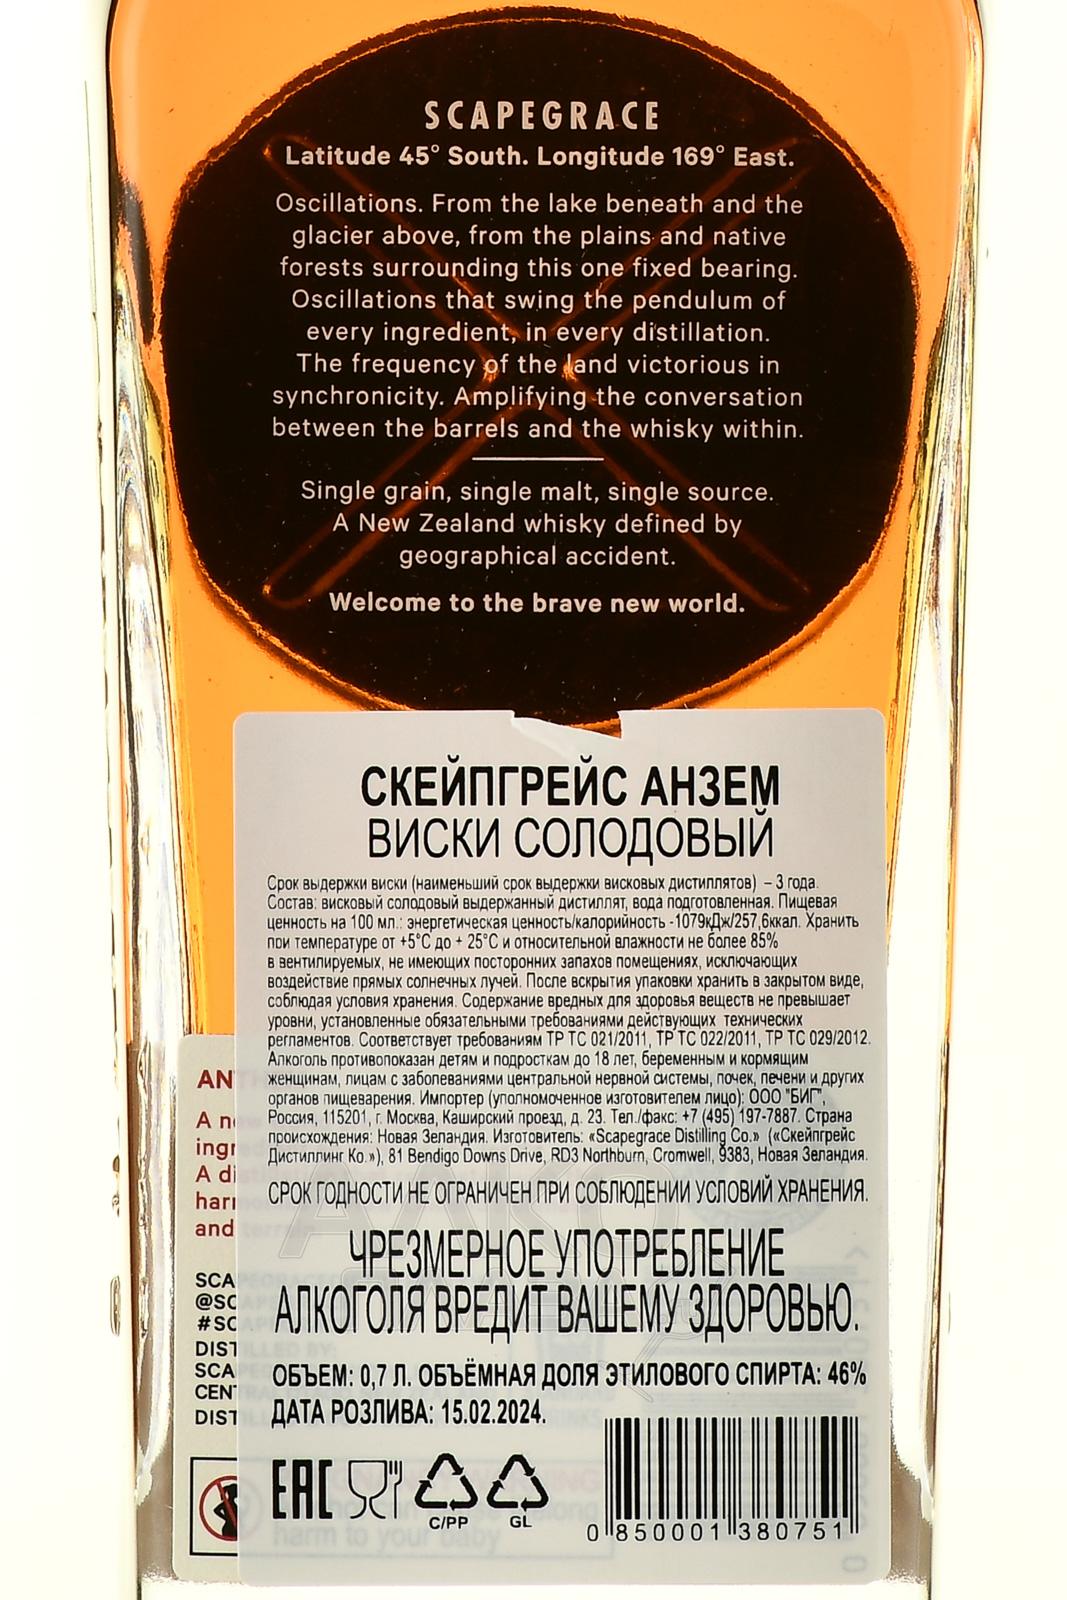 SCAPEGRACE
Latitude 45° South. Longitude 169° East.
Oscillations. From the lake beneath and the
glacier above, from the plains and native
forests surrounding this one fixed bearing.
Oscillations that swing the pendulum of
every ingredient, in every distillation.
The frequency of the land victorious in
synchronicity. Amplifying the conversation
between the barrels and the whisky within.
Single grain, single malt, single source.
A New Zealand whisky defined by
geographical accident.
Welcome to the brave new world.
СКЕЙПГРЕЙС АНЗЕМ
ВИСКИ СОЛОДОВЫЙ
Срок выдержки виски (наименьший срок выдержки висковых дистиллятов) – 3 года.
Состав: висковый солодовый выдержанный дистиллят, вода подготовленная. Пищевая
ценность на 100 мл.: энергетическая ценность/калорийность -1079кДж/257,6ккал. Хранить
при температуре от +5°С до + 25°С и относительной влажности не более 85%
в вентилируемых, не имеющих посторонних запахов помещениях, исключающих
воздействие прямых солнечных лучей. После вскрытия упаковки хранить в закрытом виде,
соблюдая условия хранения. Содержание вредных для здоровья веществ не превышает
уровни, установленные обязательными требованиями действующих технических
регламентов. Соответствует требованиям ТР ТС 021/2011, ТР ТС 022/2011, ТР ТС 029/2012.
Алкоголь противопоказан детям и подросткам до 18 лет, беременным и кормящим
женщинам, лицам с заболеваниями центральной нервной системы, почек, печени и других
органов пищеварения. Импортер (уполномоченное изготовителем лицо): ООО "БИГ",
Россия, 115201, г. Москва, Каширский проезд, д. 23. Тел./факс: +7 (495) 197-7887. Страна
происхождения: Новая Зеландия. Изготовитель: «Scapegrace Distilling Co.» («Скейпгрейс
Дистиллинг Ко.»), 81 Bendigo Downs Drive, RD3 Northburn, Cromwell, 9383, Новая Зеландия.
СРОК ГОДНОСТИ НЕ ОГРАНИЧЕН ПРИ СОБЛЮДЕНИИ УСЛОВИЙ ХРАНЕНИЯ.
ЧРЕЗМЕРНОЕ УПОТРЕБЛЕНИЕ
АЛКОГОЛЯ ВРЕДИТ ВАШЕМУ ЗДОРОВЬЮ.
ОБЪЕМ: 0,7 Л. ОБЪЁМНАЯ ДОЛЯ ЭТИЛОВОГО СПИРТА: 46%
ДАТА РОЗЛИВА: 15.02.2024.
EAC
C/PP
GL
0 850001 380751
A
and terrain
DISTILLED BY:
harm to your baby